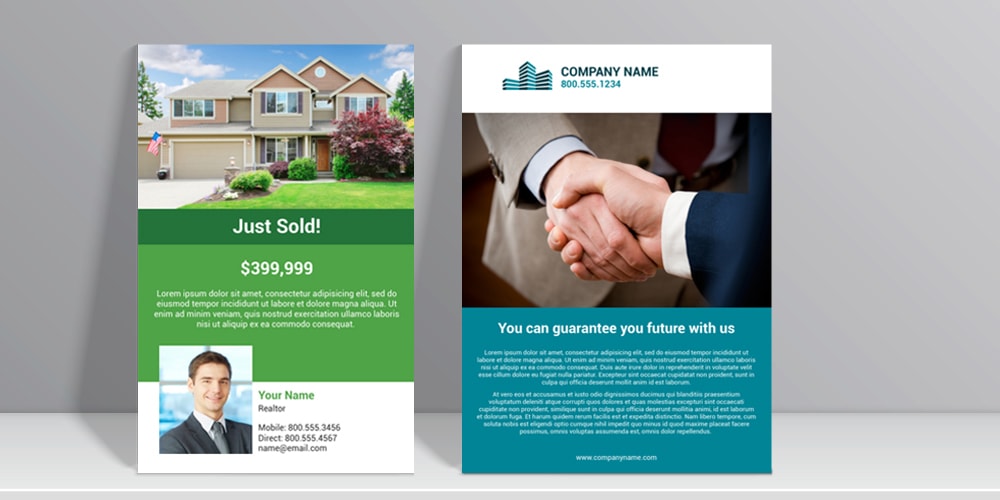 Just Sold!
$399,999
Lorem ipsum dolor sit amet, consectetur adipisicing elit, sed do
eiusmod tempor incididunt ut labore et dolore magna aliqua. Ut
enim ad minim veniam, quis nostrud exercitation ullamco laboris
nisi ut aliquip ex ea commodo consequat.
Your Name
Realtor
Mobile: 800.555.3456
Direct: 800.555.4567
name@email.com
COMPANY NAME
800.555.1234
You can guarantee you future with us
Lorem ipsum dolor sit amet, consectetur adipisicing elit, sed do eiusmod tempor incididunt ut
labore et dolore magna aliqua. Ut enim ad minim veniam, quis nostrud exercitation ullamco
laboris nisi ut aliquip ex ea commodo consequat. Duis aute irure dolor in reprehenderit in voluptate velit
esse cillum dolore eu fugiat nulla pariatur. Excepteur sint occaecat cupidatat non proident, sunt in
culpa qui officia deserunt mollit anim id est laborum.
At vero eos et accusamus et iusto odio dignissimos ducimus qui blanditiis praesentium
voluptatum deleniti atque corrupti quos dolores et quas molestias excepturi sint occaecati
cupiditate non provident, similique sunt in culpa qui officia deserunt mollitia animi, id est laborum
et dolorum fuga. Et harum quidem rerum facilis est et expedita distinctio. Nam libero tempore, cum
soluta nobis est eligendi optio cumque nihil impedit quo minus id quod maxime placeat facere
possimus, omnis voluptas assumenda est, omnis dolor repellendus.
www.companyname.com